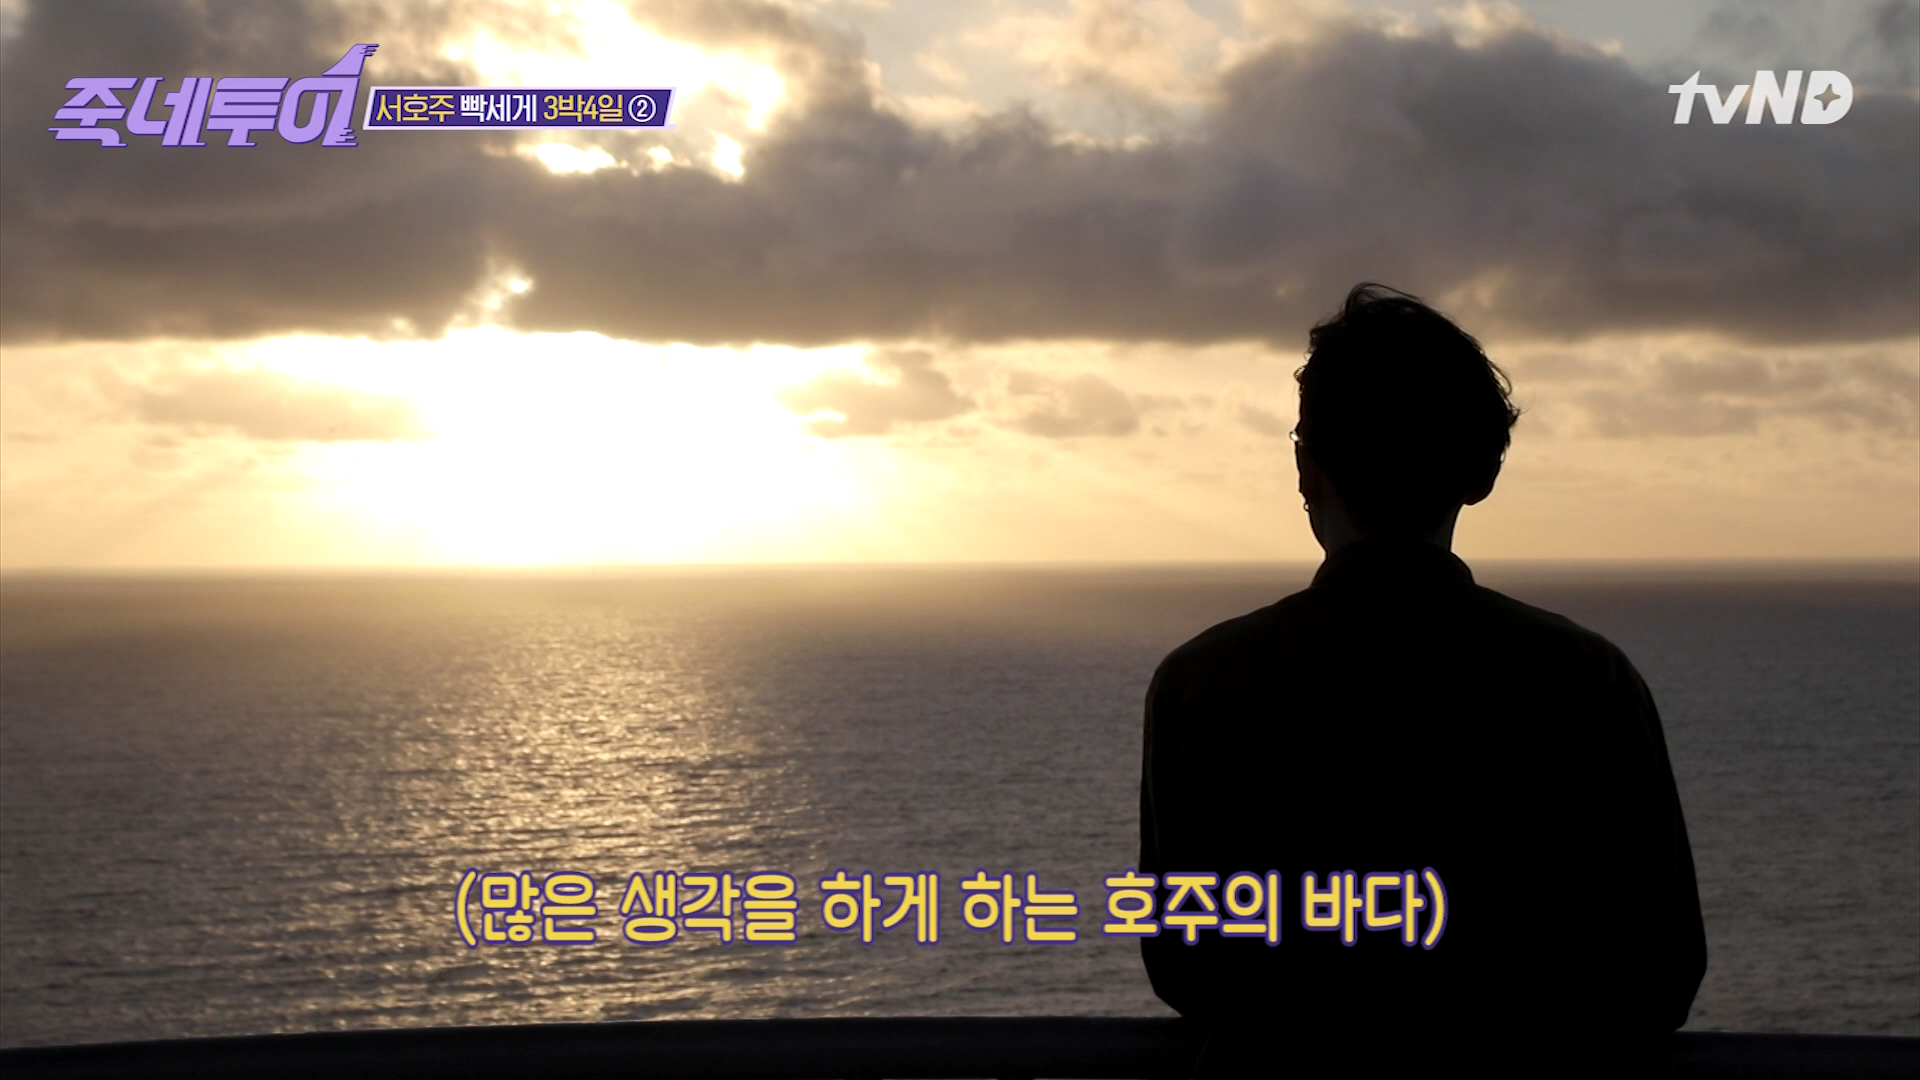 죽네투어
서호주 빡세게 3박4일 ②
tvND
(많은 생각을 하게 하는 호주의 바다)